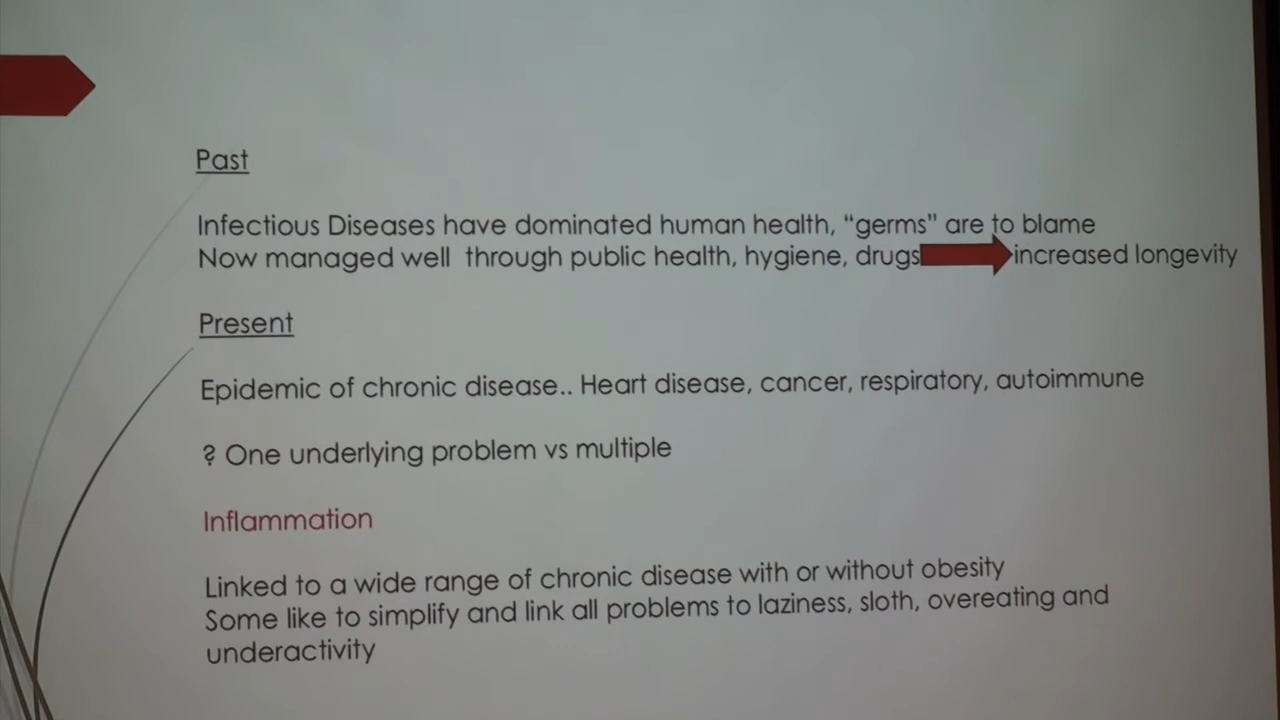 Past
Infectious Diseases have dominated human health, “germs” are to blame
Now managed well through public health, hygiene, drugs increased longevity
Present
Epidemic of chronic disease.. Heart disease, cancer, respiratory, autoimmune
? One underlying problem vs multiple
Inflammation
Linked to a wide range of chronic disease with or without obesity
Some like to simplify and link all problems to laziness, sloth, overeating and
underactivity